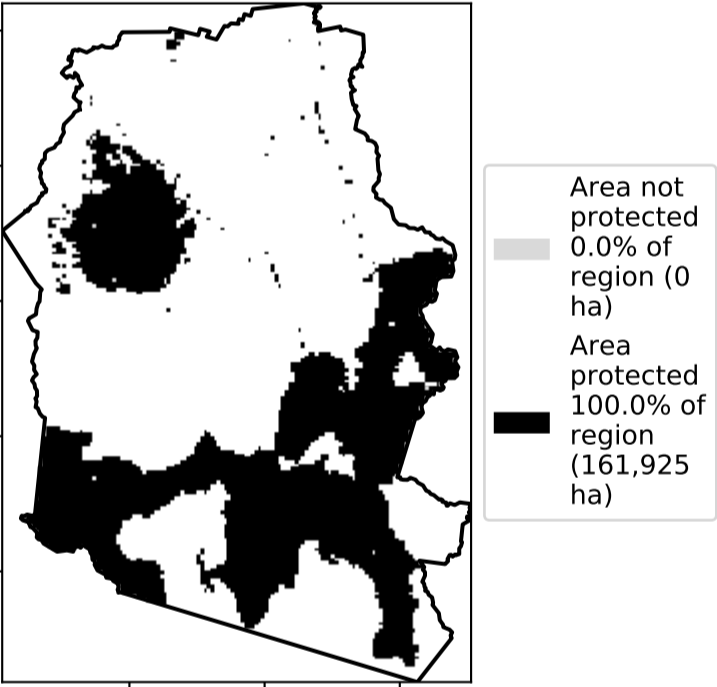 Area not
protected
0.0% of
region (0
ha)
Area
protected
100.0% of
region
(161,925
ha)